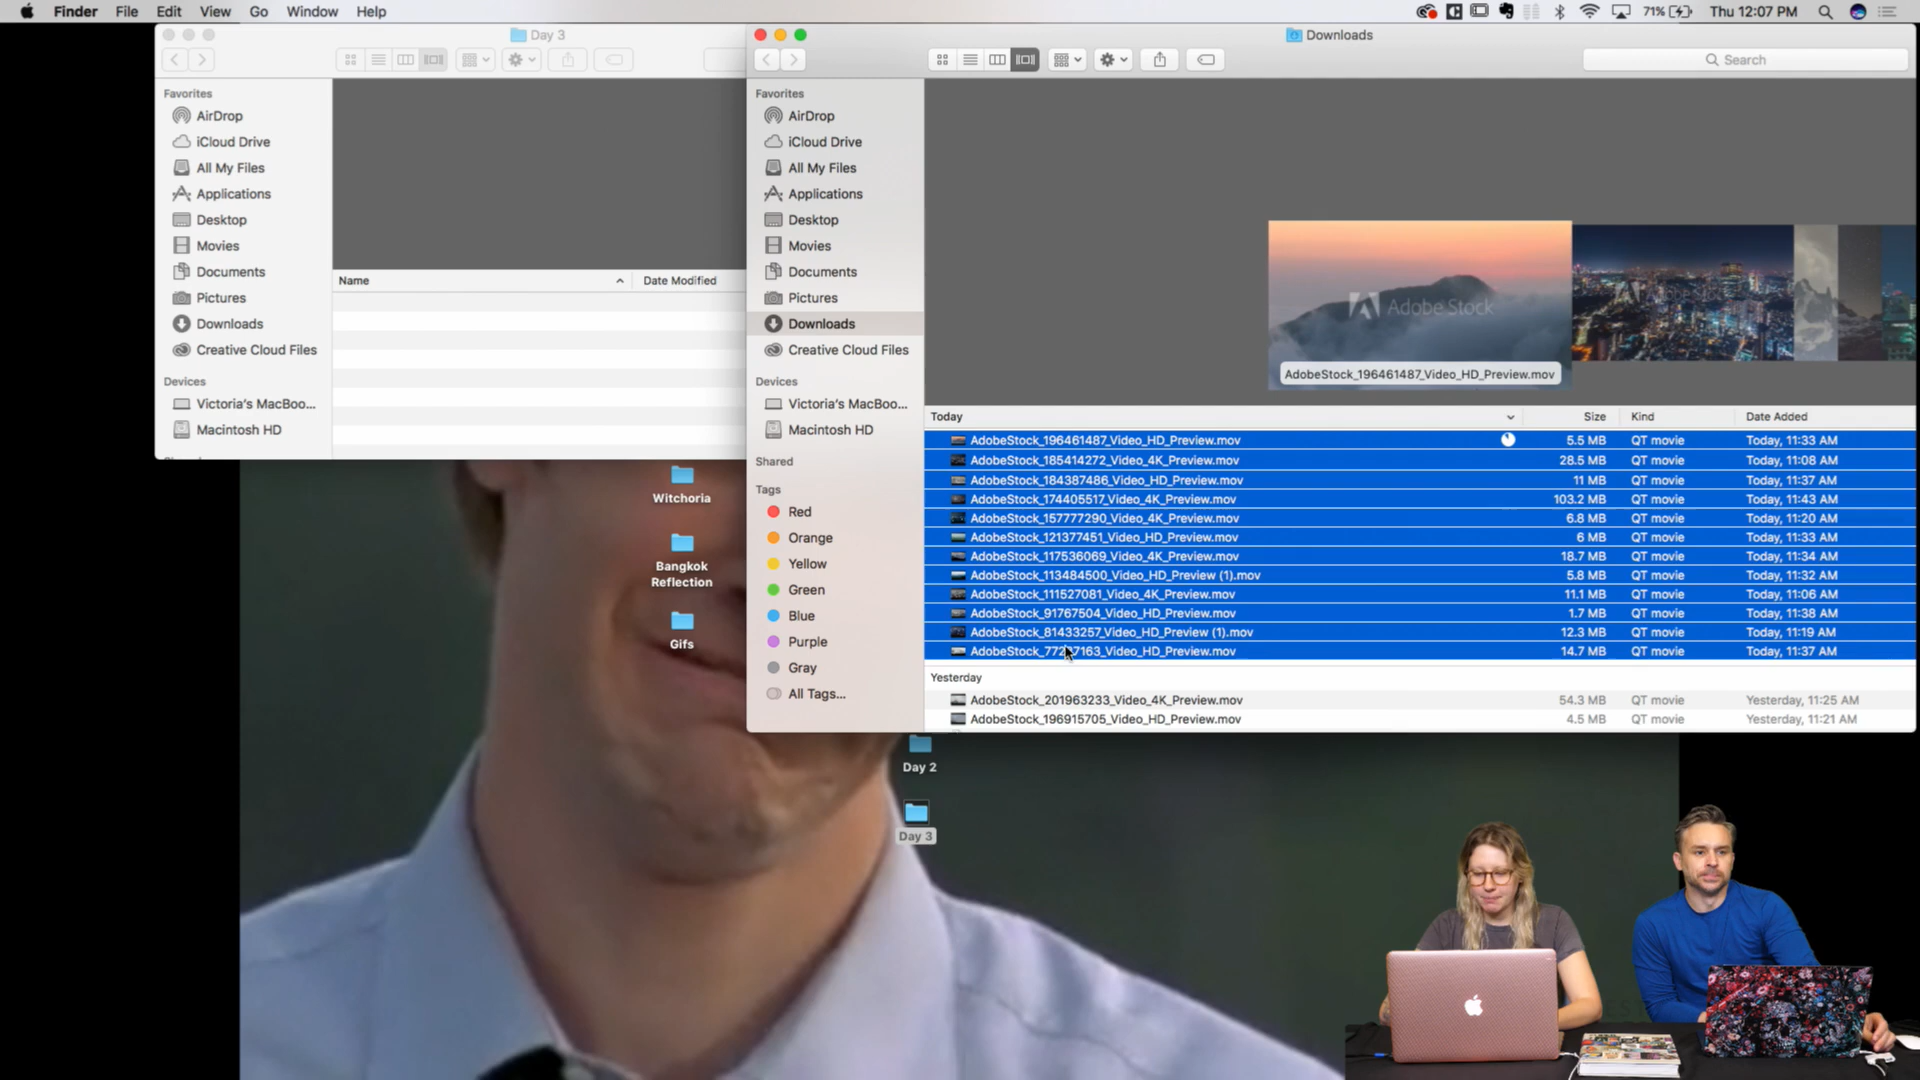 Finder File Edit View Go Window Help
71% Thu 12:07 PM
Day 3
Favorites
AirDrop
iCloud Drive
All My Files
Applications
Desktop
Movies
Documents
Pictures
Downloads
Creative Cloud Files
Devices
Victoria's MacBoo...
Macintosh HD
Name Date Modified
Downloads
Search
Favorites
AirDrop
iCloud Drive
All My Files
Applications
Desktop
Movies
Documents
Pictures
Downloads
Creative Cloud Files
Devices
Victoria's MacBoo...
Macintosh HD
Shared
Tags
Red
Orange
Yellow
Green
Blue
Purple
Gray
All Tags...
Adobe Stock
AdobeStock_196461487_Video_HD_Preview.mov
Today Size Kind Date Added
AdobeStock_196461487_Video_HD_Preview.mov 5.5 MB QT movie Today, 11:33 AM
AdobeStock_185414272_Video_4K_Preview.mov 28.5 MB QT movie Today, 11:08 AM
AdobeStock_184387486_Video_HD_Preview.mov 11 MB QT movie Today, 11:37 AM
AdobeStock_174405517_Video_4K_Preview.mov 103.2 MB QT movie Today, 11:43 AM
AdobeStock_157777290_Video_4K_Preview.mov 6.8 MB QT movie Today, 11:20 AM
AdobeStock_121377451_Video_HD_Preview.mov 6 MB QT movie Today, 11:33 AM
AdobeStock_117536069_Video_4K_Preview.mov 18.7 MB QT movie Today, 11:34 AM
AdobeStock_113484500_Video_HD_Preview (1).mov 5.8 MB QT movie Today, 11:32 AM
AdobeStock_111527081_Video_4K_Preview.mov 11.1 MB QT movie Today, 11:06 AM
AdobeStock_91767504_Video_HD_Preview.mov 1.7 MB QT movie Today, 11:38 AM
AdobeStock_81433257_Video_HD_Preview (1).mov 12.3 MB QT movie Today, 11:19 AM
14.7 MB QT movie Today, 11:37 AM
Yesterday
AdobeStock_201963233_Video_4K_Preview.mov 54.3 MB QT movie Yesterday, 11:25 AM
AdobeStock_196915705_Video_HD_Preview.mov 4.5 MB QT movie Yesterday, 11:21 AM
Witchoria
Bangkok
Reflection
Gifs
Day 2
Day 3